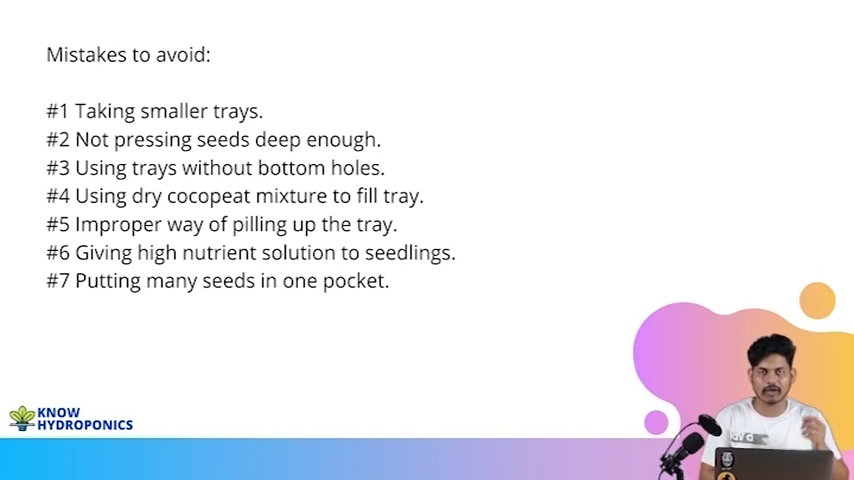 Mistakes to avoid:
#1 Taking smaller trays.
#2 Not pressing seeds deep enough.
#3 Using trays without bottom holes.
#4 Using dry cocopeat mixture to fill tray.
#5 Improper way of pilling up the tray.
#6 Giving high nutrient solution to seedlings.
#7 Putting many seeds in one pocket.
KNOW
HYDROPONICS